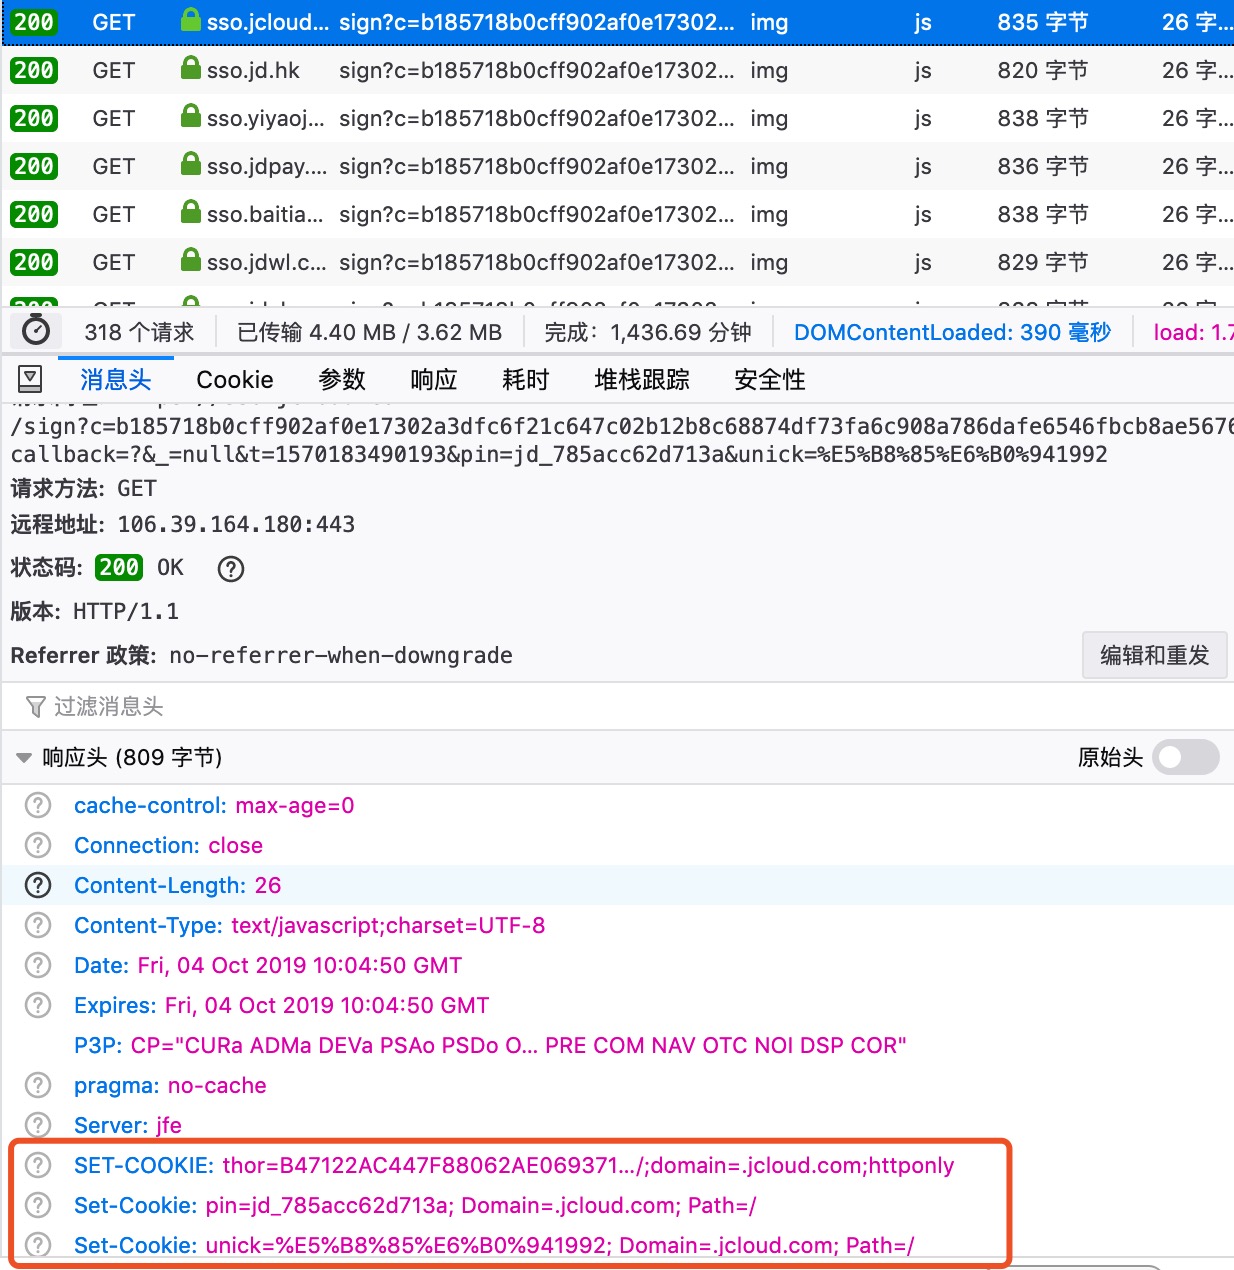 200 GET sso.jcloud... sign?c=b185718b0cff902af0e17302... img js 835 字节 26 字...
200 GET sso.jd.hk sign?c=b185718b0cff902af0e17302... img js 820 字节 26 字...
200 GET sso.yiyaoj... sign?c=b185718b0cff902af0e17302... img js 838 字节 26 字...
200 GET sso.jdpay.... sign?c=b185718b0cff902af0e17302... img js 836 字节 26 字...
200 GET sso.baitia... sign?c=b185718b0cff902af0e17302... img js 838 字节 26 字...
200 GET sso.jdwl.c... sign?c=b185718b0cff902af0e17302... img js 829 字节 26 字...
318 个请求 已传输 4.40 MB / 3.62 MB 完成：1,436.69 分钟 DOMContentLoaded: 390 毫秒 load: 1.7
消息头 Cookie 参数 响应 耗时 堆栈跟踪 安全性
/sign?c=b185718b0cff902af0e17302a3dfc6f21c647c02b12b8c68874df73fa6c908a786dafe6546fbcb8ae5676
callback=?&_=null&t=1570183490193&pin=jd_785acc62d713a&unick=%E5%B8%85%E6%B0%941992
请求方法: GET
远程地址: 106.39.164.180:443
状态码: 200 OK ?
版本: HTTP/1.1
Referrer 政策: no-referrer-when-downgrade 编辑和重发
过滤消息头
响应头 (809 字节) 原始头
? cache-control: max-age=0
? Connection: close
? Content-Length: 26
? Content-Type: text/javascript;charset=UTF-8
? Date: Fri, 04 Oct 2019 10:04:50 GMT
? Expires: Fri, 04 Oct 2019 10:04:50 GMT
P3P: CP="CURa ADMa DEVa PSAo PSDo O... PRE COM NAV OTC NOI DSP COR"
? pragma: no-cache
? Server: jfe
? SET-COOKIE: thor=B47122AC447F88062AE069371.../;domain=.jcloud.com;httponly
? Set-Cookie: pin=jd_785acc62d713a; Domain=.jcloud.com; Path=/
? Set-Cookie: unick=%E5%B8%85%E6%B0%941992; Domain=.jcloud.com; Path=/